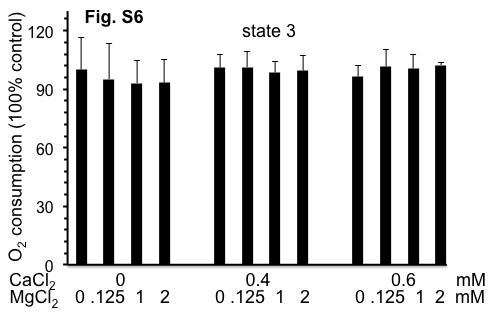 Fig. S6
state 3
O2 consumption (100% control)
120
90
60
30
0
CaCl2 0 0.4 0.6 mM
MgCl2 0 .125 1 2 0 .125 1 2 0 .125 1 2 mM